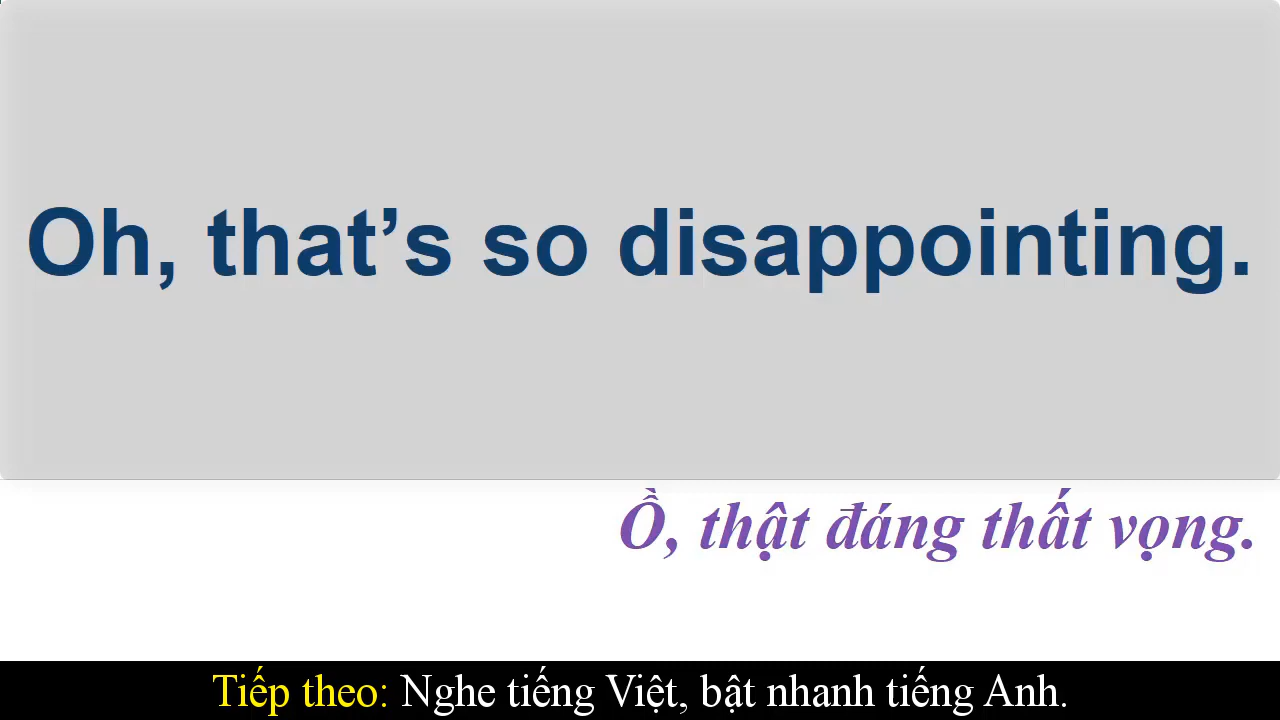 Oh, that’s so disappointing.
Ồ, thật đáng thất vọng.
Tiếp theo: Nghe tiếng Việt, bật nhanh tiếng Anh.